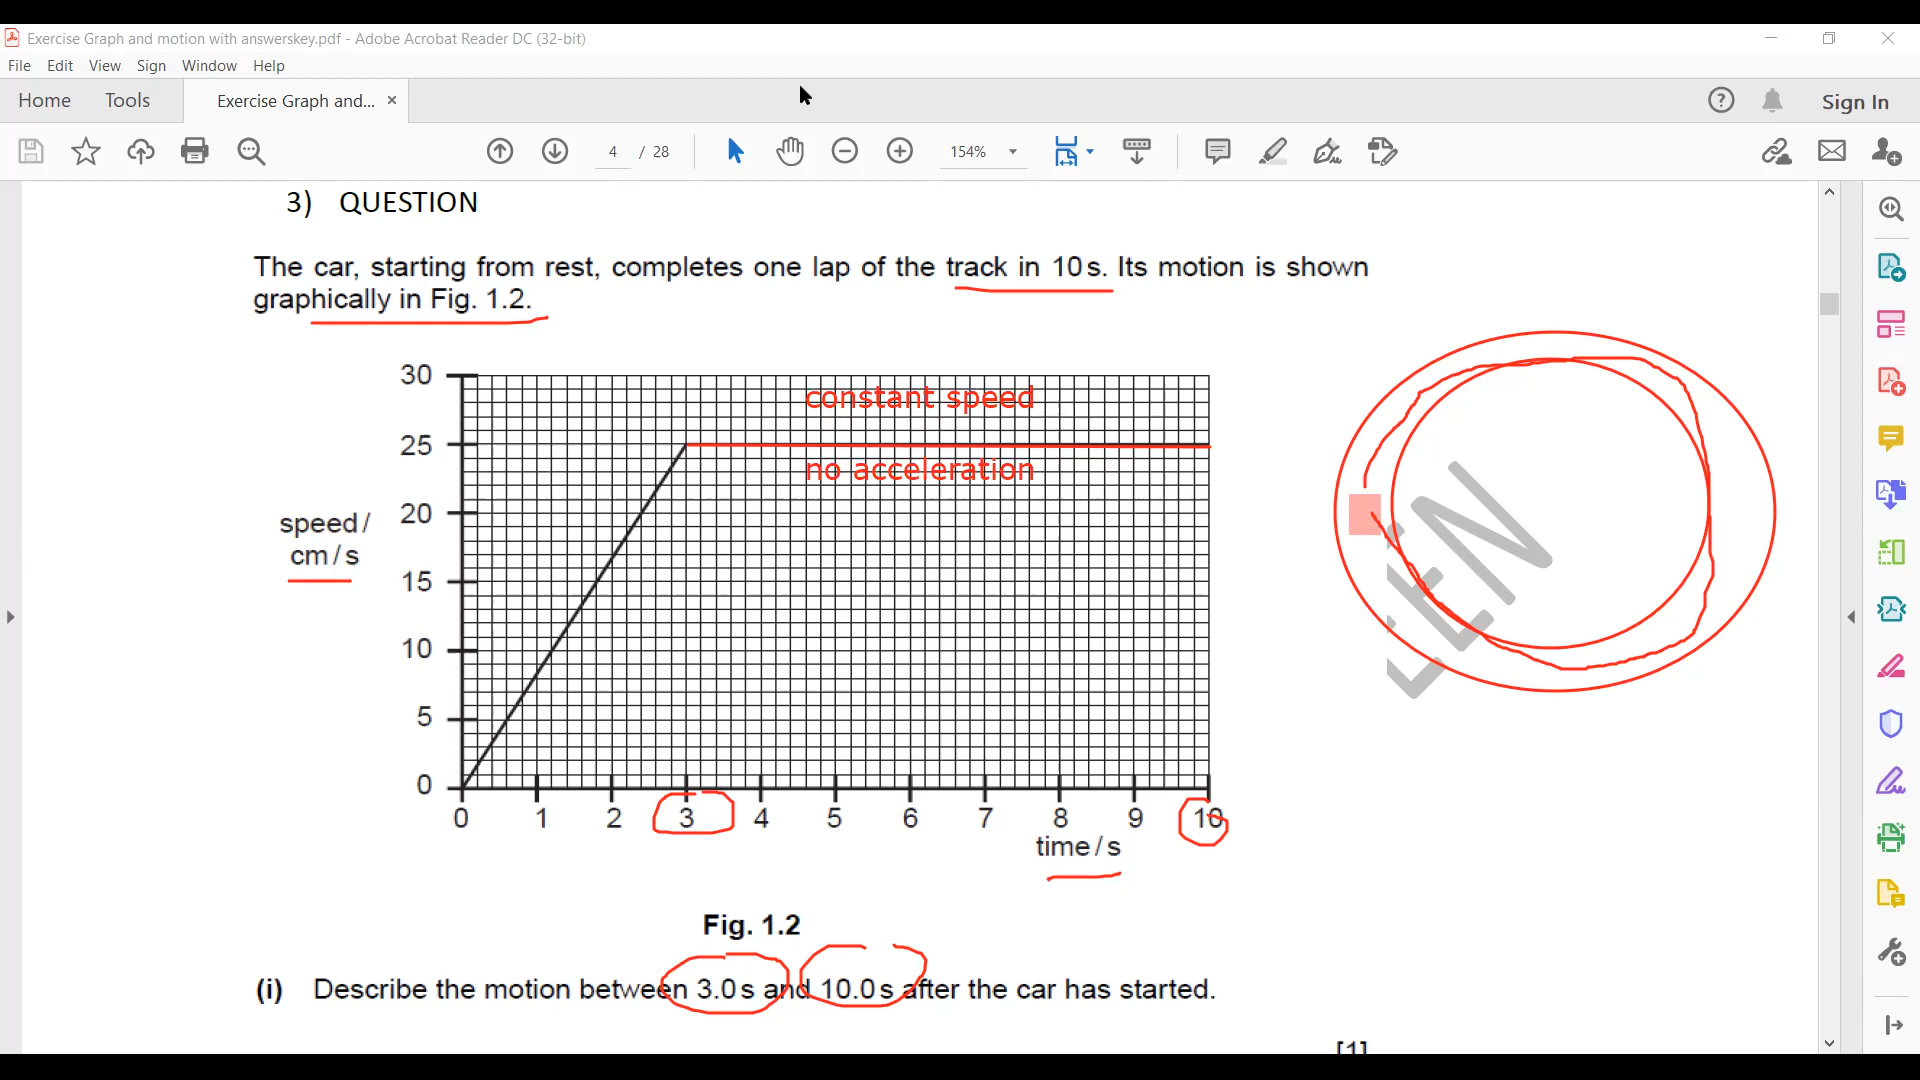 Exercise Graph and motion with answerskey.pdf - Adobe Acrobat Reader DC (32-bit)
File Edit View Sign Window Help
Home Tools Exercise Graph and... ×
Sign In
4 / 28
154%
3) QUESTION
The car, starting from rest, completes one lap of the track in 10 s. Its motion is shown
graphically in Fig. 1.2.
30
constant speed
25
no acceleration
speed /
cm / s
20
15
10
5
0
0 1 2 3 4 5 6 7 8 9 10
time / s
Fig. 1.2
(i) Describe the motion between 3.0 s and 10.0 s after the car has started.
[1]